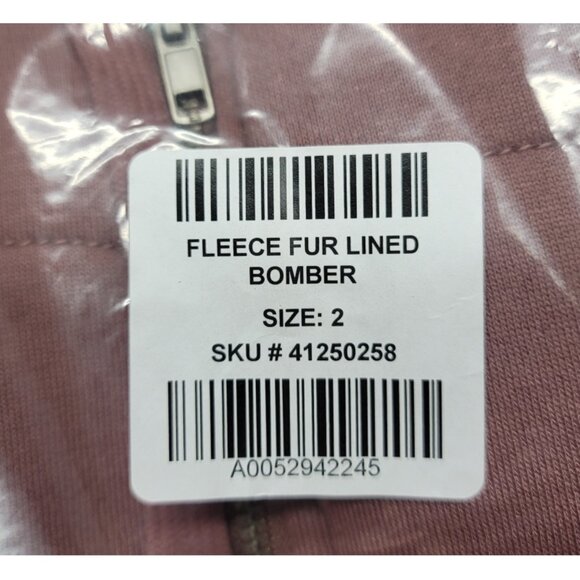 FLEECE FUR LINED
BOMBER
SIZE: 2
SKU # 41250258
A0052942245